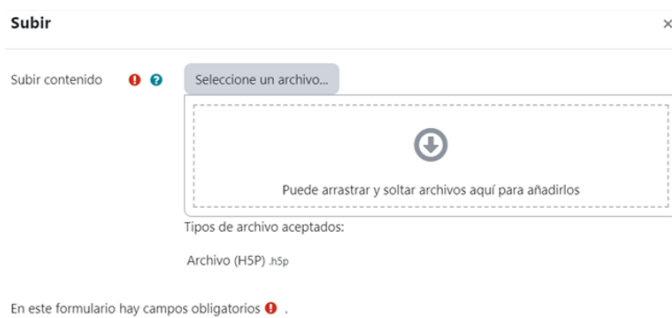 Subir
Subir contenido
Seleccione un archivo...
Puede arrastrar y soltar archivos aquí para añadirlos
Tipos de archivo aceptados:
Archivo (H5P) .h5p
En este formulario hay campos obligatorios .